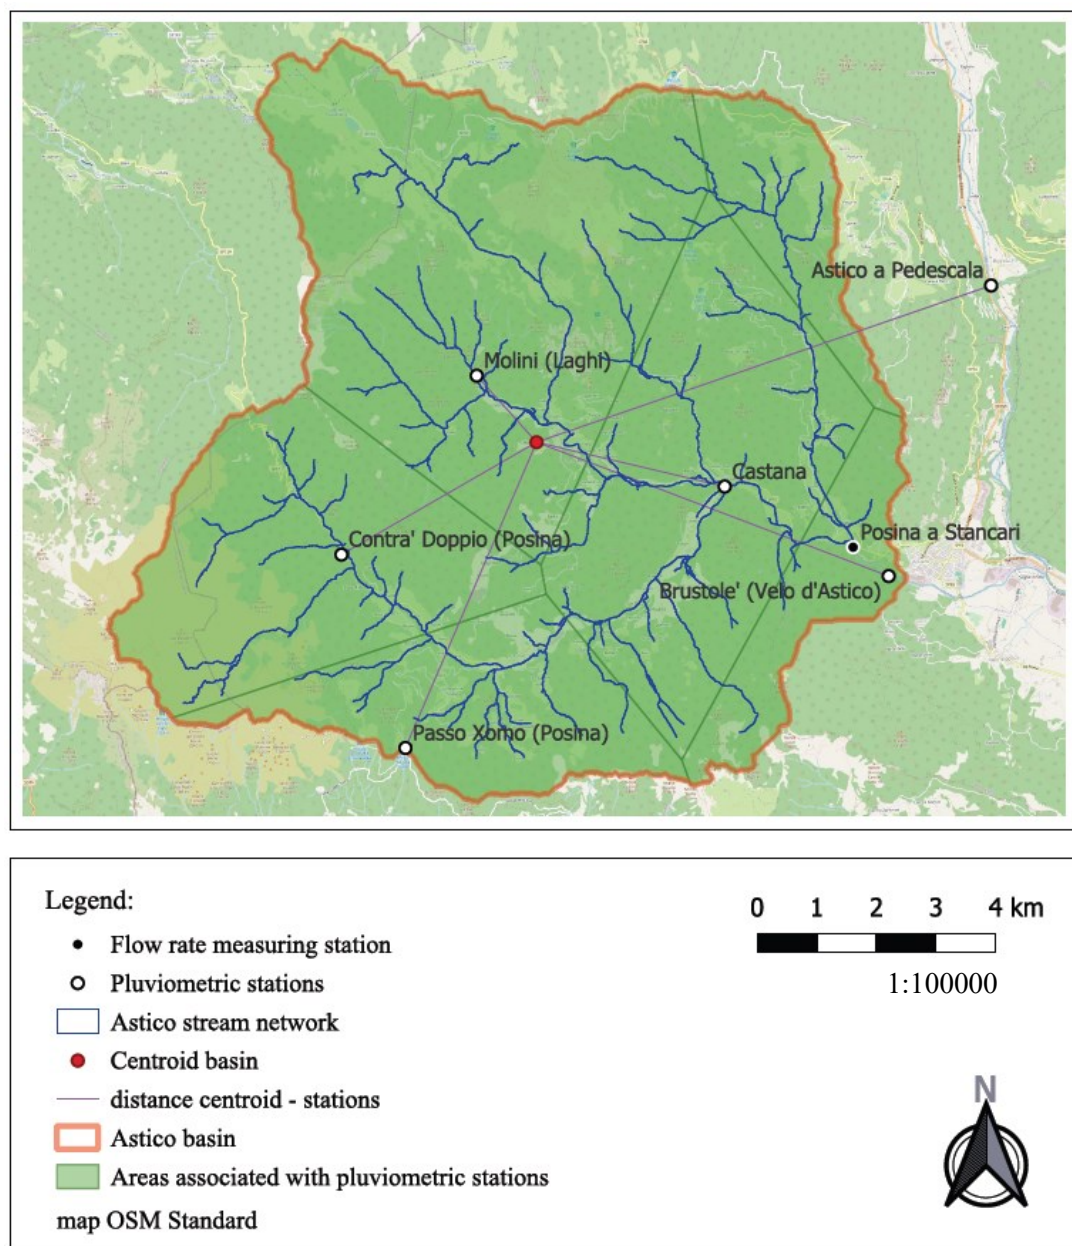 Astico a Pedescala
Molini (Laghi)
Castana
Contra' Doppio (Posina)
Posina a Stancari
Brustole' (Velo d'Astico)
Passo Xomo (Posina)
Legend:
Flow rate measuring station
Pluviometric stations
Astico stream network
Centroid basin
distance centroid - stations
Astico basin
Areas associated with pluviometric stations
map OSM Standard
0 1 2 3 4 km
1:100000
N